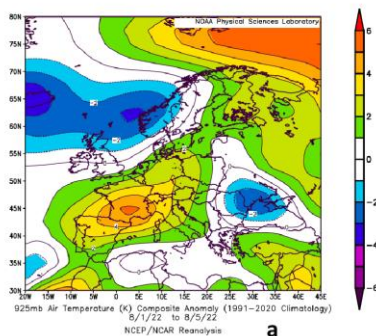 NOAA Physical Sciences Laboratory
80N
75N
70N
65N
60N
55N
50N
45N
40N
35N
30N
20W 15W 10W 5W 0 5E 10E 15E 20E 25E 30E 35E 40E 45E
6
4
2
0
-2
-4
-6
925mb Air Temperature (K) Composite Anomaly (1991-2020 Climatology)
8/1/22 to 8/5/22
NCEP/NCAR Reanalysis
a